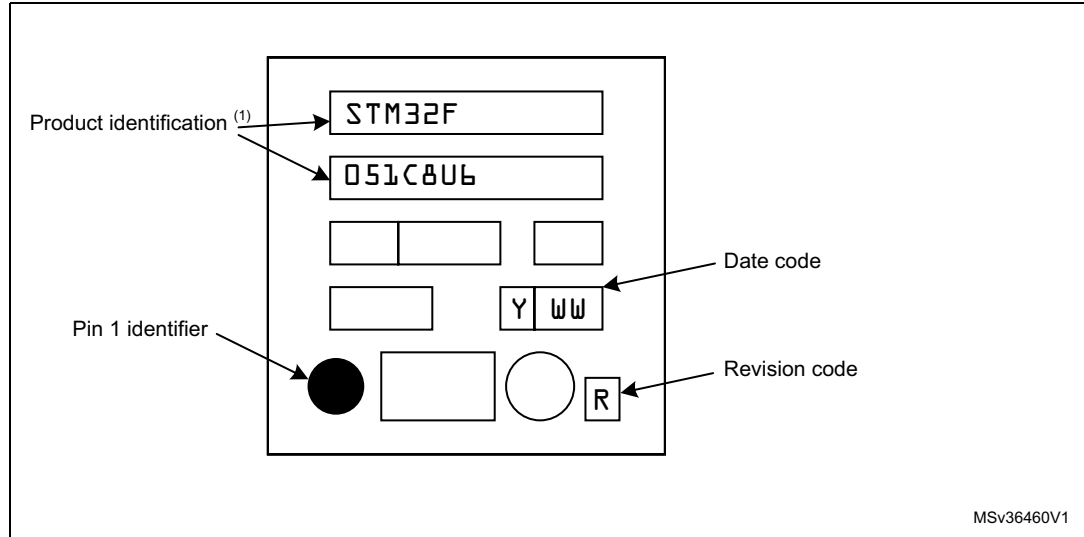 STM32F
Product identification (1)
051C8U6
Date code
Y WW
Pin 1 identifier
Revision code
R
MSv36460V1